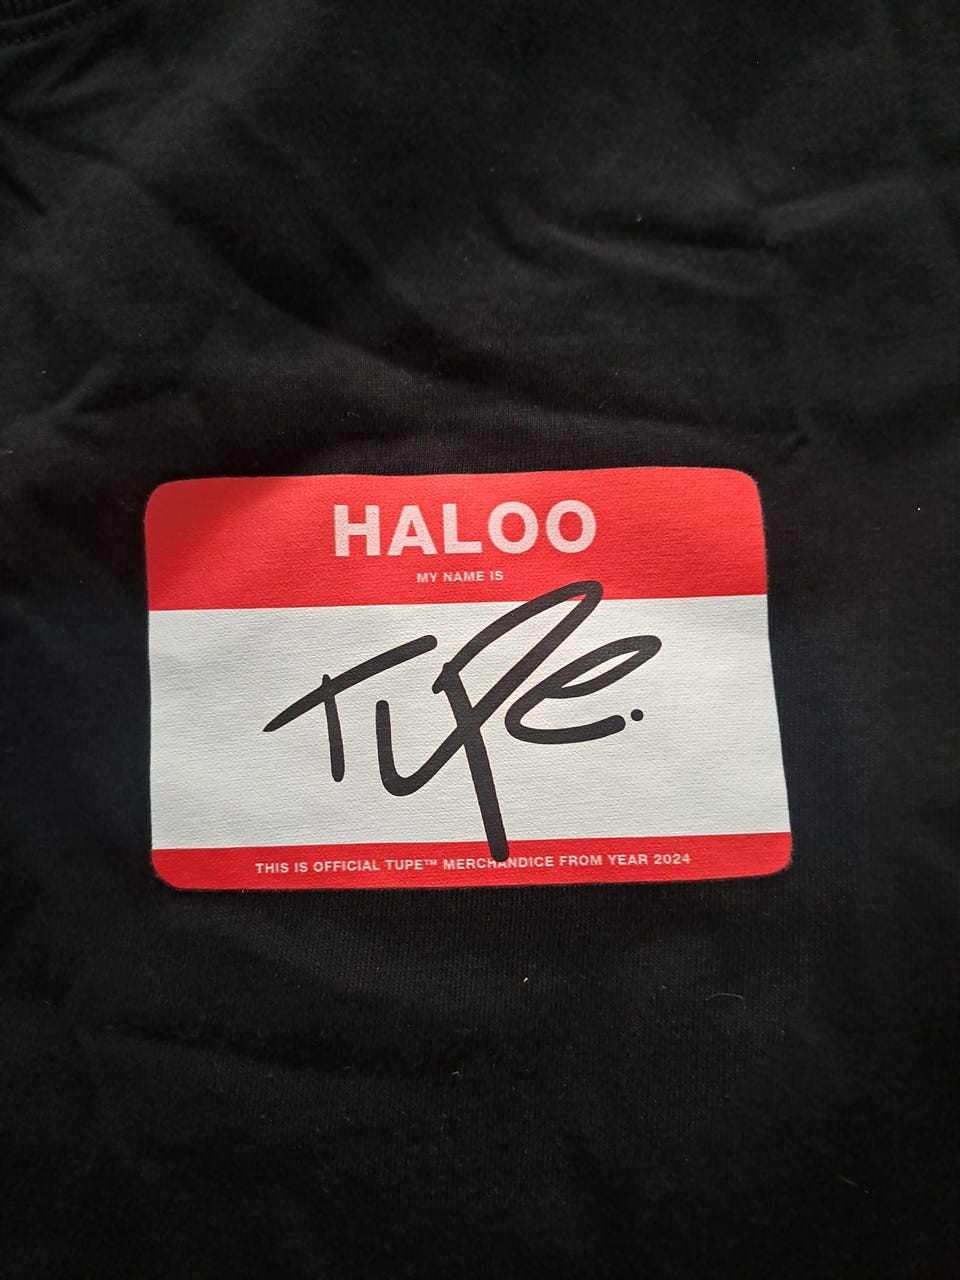 HALOO
MY NAME IS
TUPe.
THIS IS OFFICIAL TUPE™ MERCHANDICE FROM YEAR 2024